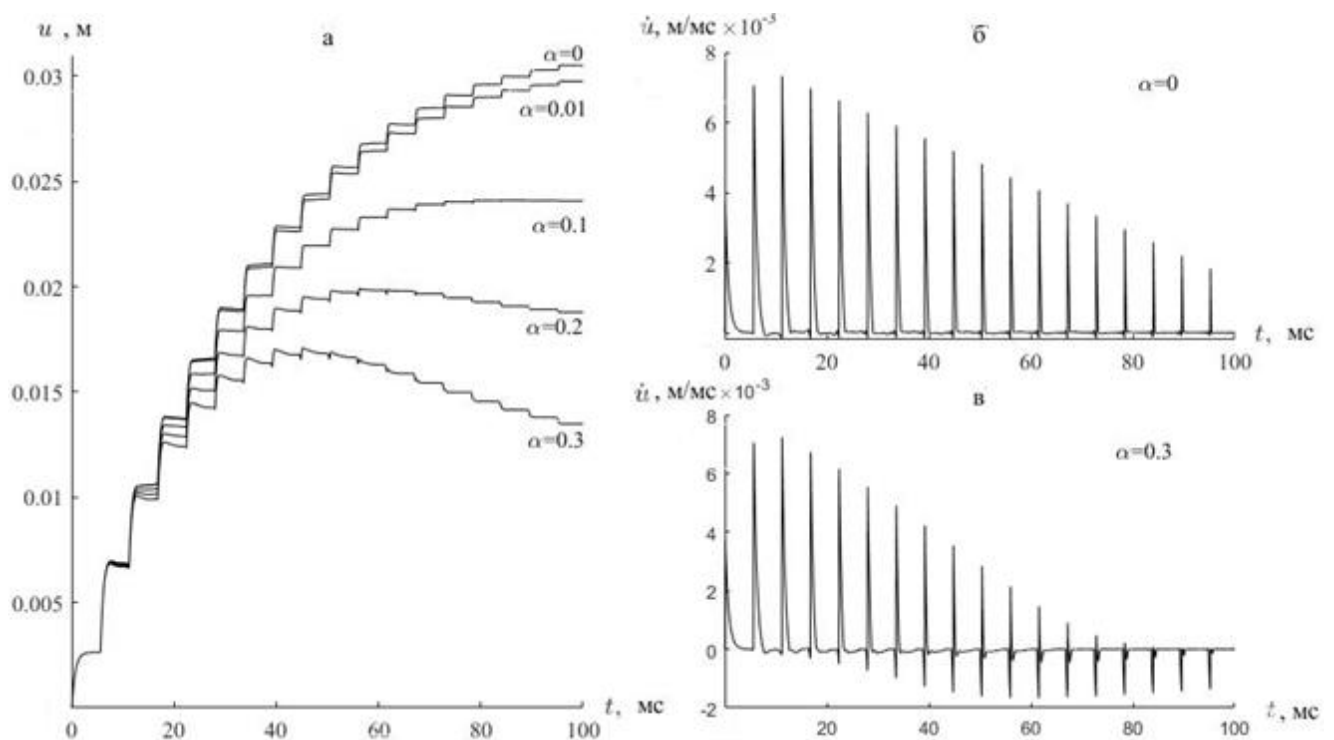 u , м
а
0.03
0.025
0.02
0.015
0.01
0.005
0
20
40
60
80
100
t, мс
α=0
α=0.01
α=0.1
α=0.2
α=0.3
u̇, м/мс ×10⁻³
б
α=0
8
6
4
2
0
20
40
60
80
100
t, мс
u̇ , м/мс ×10⁻³
в
α=0.3
8
6
4
2
0
-2
20
40
60
80
100
t, мс